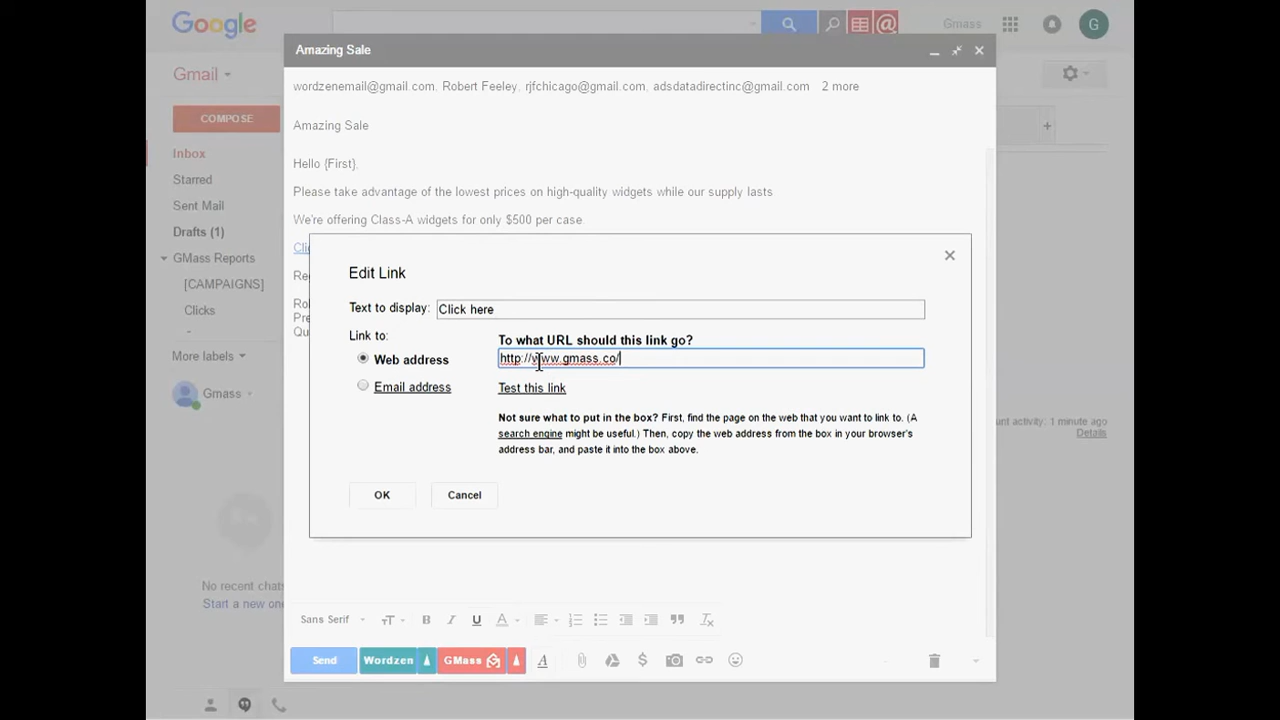 Google
Gmass
G
Amazing Sale
Gmail
wordzenemail@gmail.com, Robert Feeley, rjfchicago@gmail.com, adsdatadirectinc@gmail.com 2 more
COMPOSE
Amazing Sale
+
Inbox
Hello {First},
Starred
Please take advantage of the lowest prices on high-quality widgets while our supply lasts
Sent Mail
We're offering Class-A widgets for only $500 per case
Drafts (1)
GMass Reports
[CAMPAIGNS]
Clicks
More labels
Gmass
Edit Link
Text to display: Click here
Link to:
To what URL should this link go?
Web address
http://www.gmass.co/
Email address
Test this link
Not sure what to put in the box? First, find the page on the web that you want to link to. (A
search engine might be useful.) Then, copy the web address from the box in your browser's
address bar, and paste it into the box above.
OK
Cancel
activity: 1 minute ago
Details
No recent chats
Start a new one
Sans Serif
Send
Wordzen
GMass